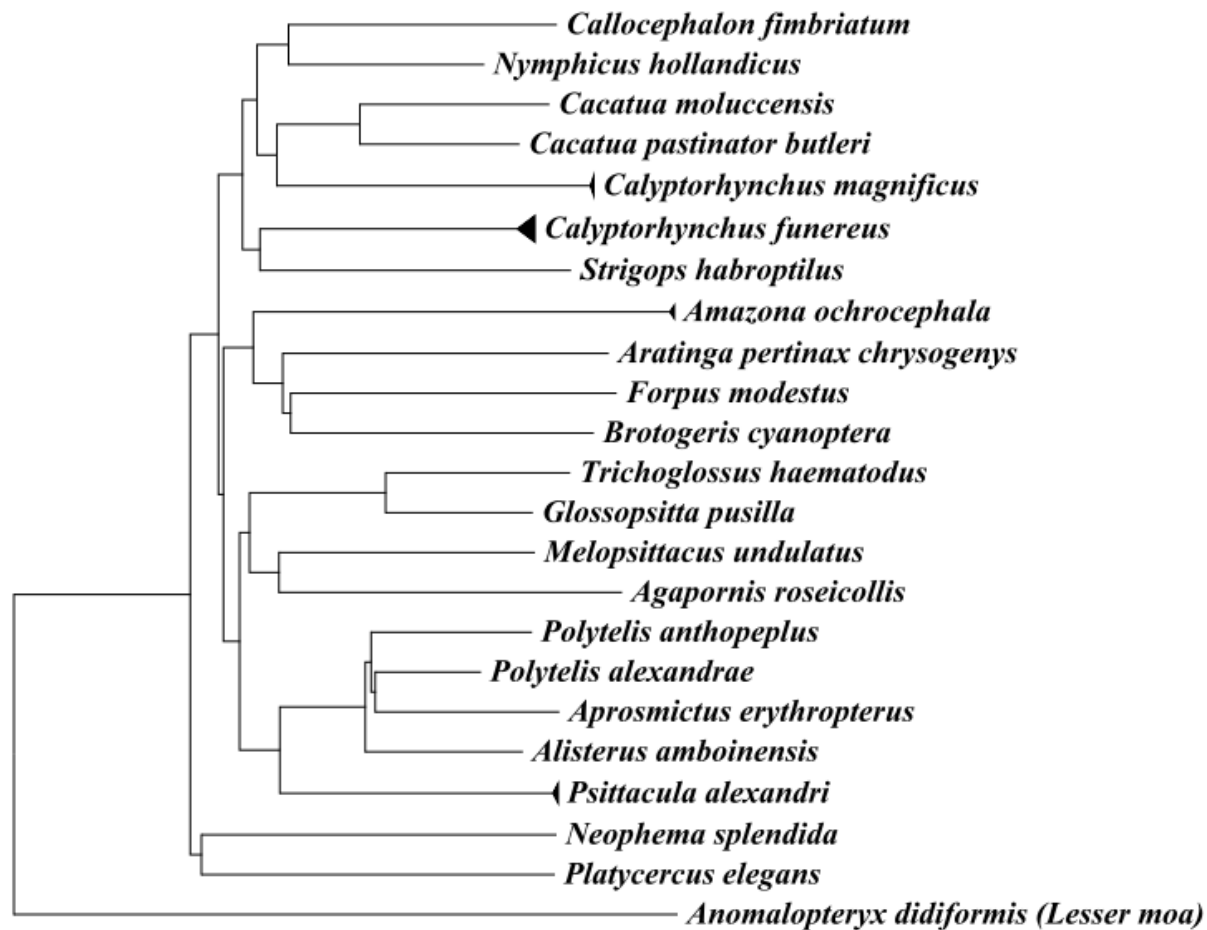 Callocephalon fimbriatum
Nymphicus hollandicus
Cacatua moluccensis
Cacatua pastinator butleri
Calyptorhynchus magnificus
Calyptorhynchus funereus
Strigops habroptilus
Amazona ochrocephala
Aratinga pertinax chrysogenys
Forpus modestus
Brotogeris cyanoptera
Trichoglossus haematodus
Glossopsitta pusilla
Melopsittacus undulatus
Agapornis roseicollis
Polytelis anthopeplus
Polytelis alexandrae
Aprosmictus erythropterus
Alisterus amboinensis
Psittacula alexandri
Neophema splendida
Platycercus elegans
Anomalopteryx didiformis (Lesser moa)